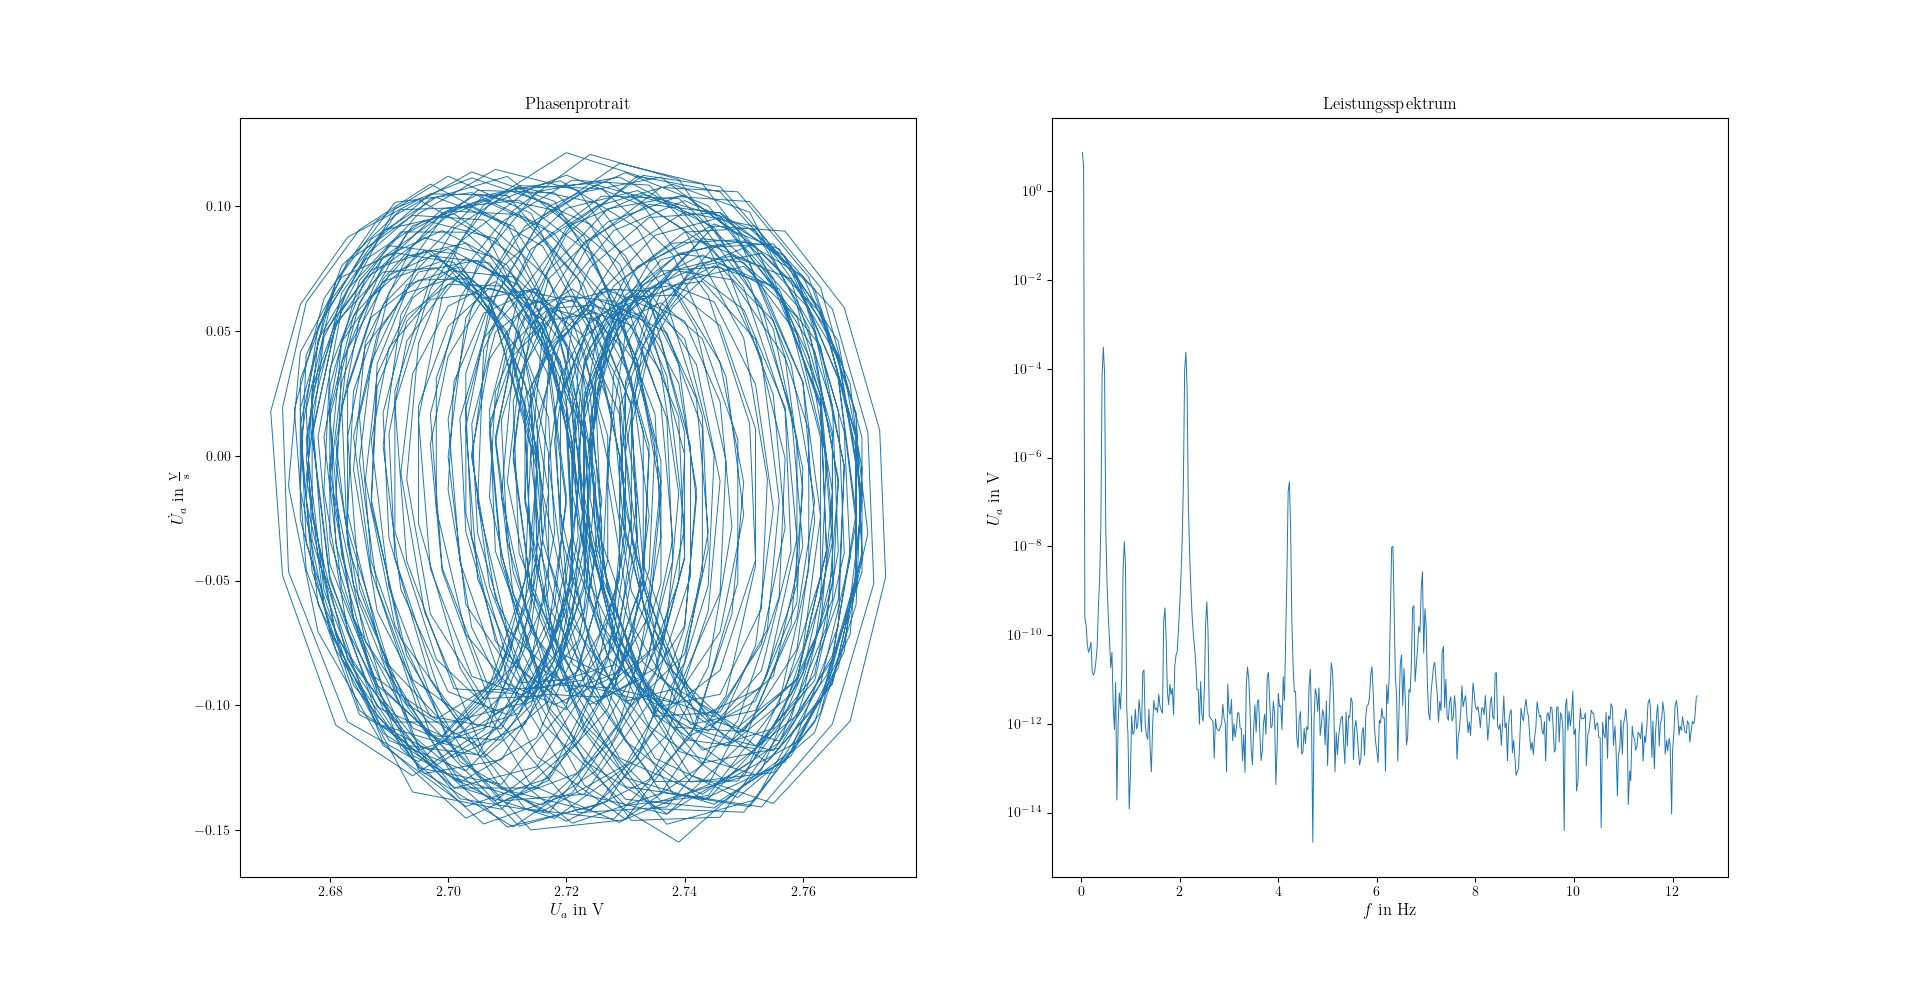 Phasenprotrait
0.10
0.05
0.00
−0.05
−0.10
−0.15
U̇ₐ in V/s
2.68 2.70 2.72 2.74 2.76
Uₐ in V
Leistungsspektrum
10⁰
10⁻²
10⁻⁴
10⁻⁶
10⁻⁸
10⁻¹⁰
10⁻¹²
10⁻¹⁴
Uₐ in V
0 2 4 6 8 10 12
f in Hz